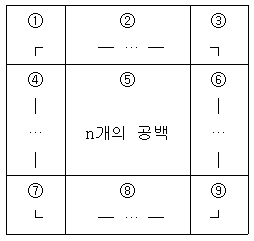 ① ② ③
┌ ─ … ─ ┐
④ ⑤ ⑥
│ │
… n개의 공백 …
│ │
⑦ ⑧ ⑨
└ ─ … ─ ┘